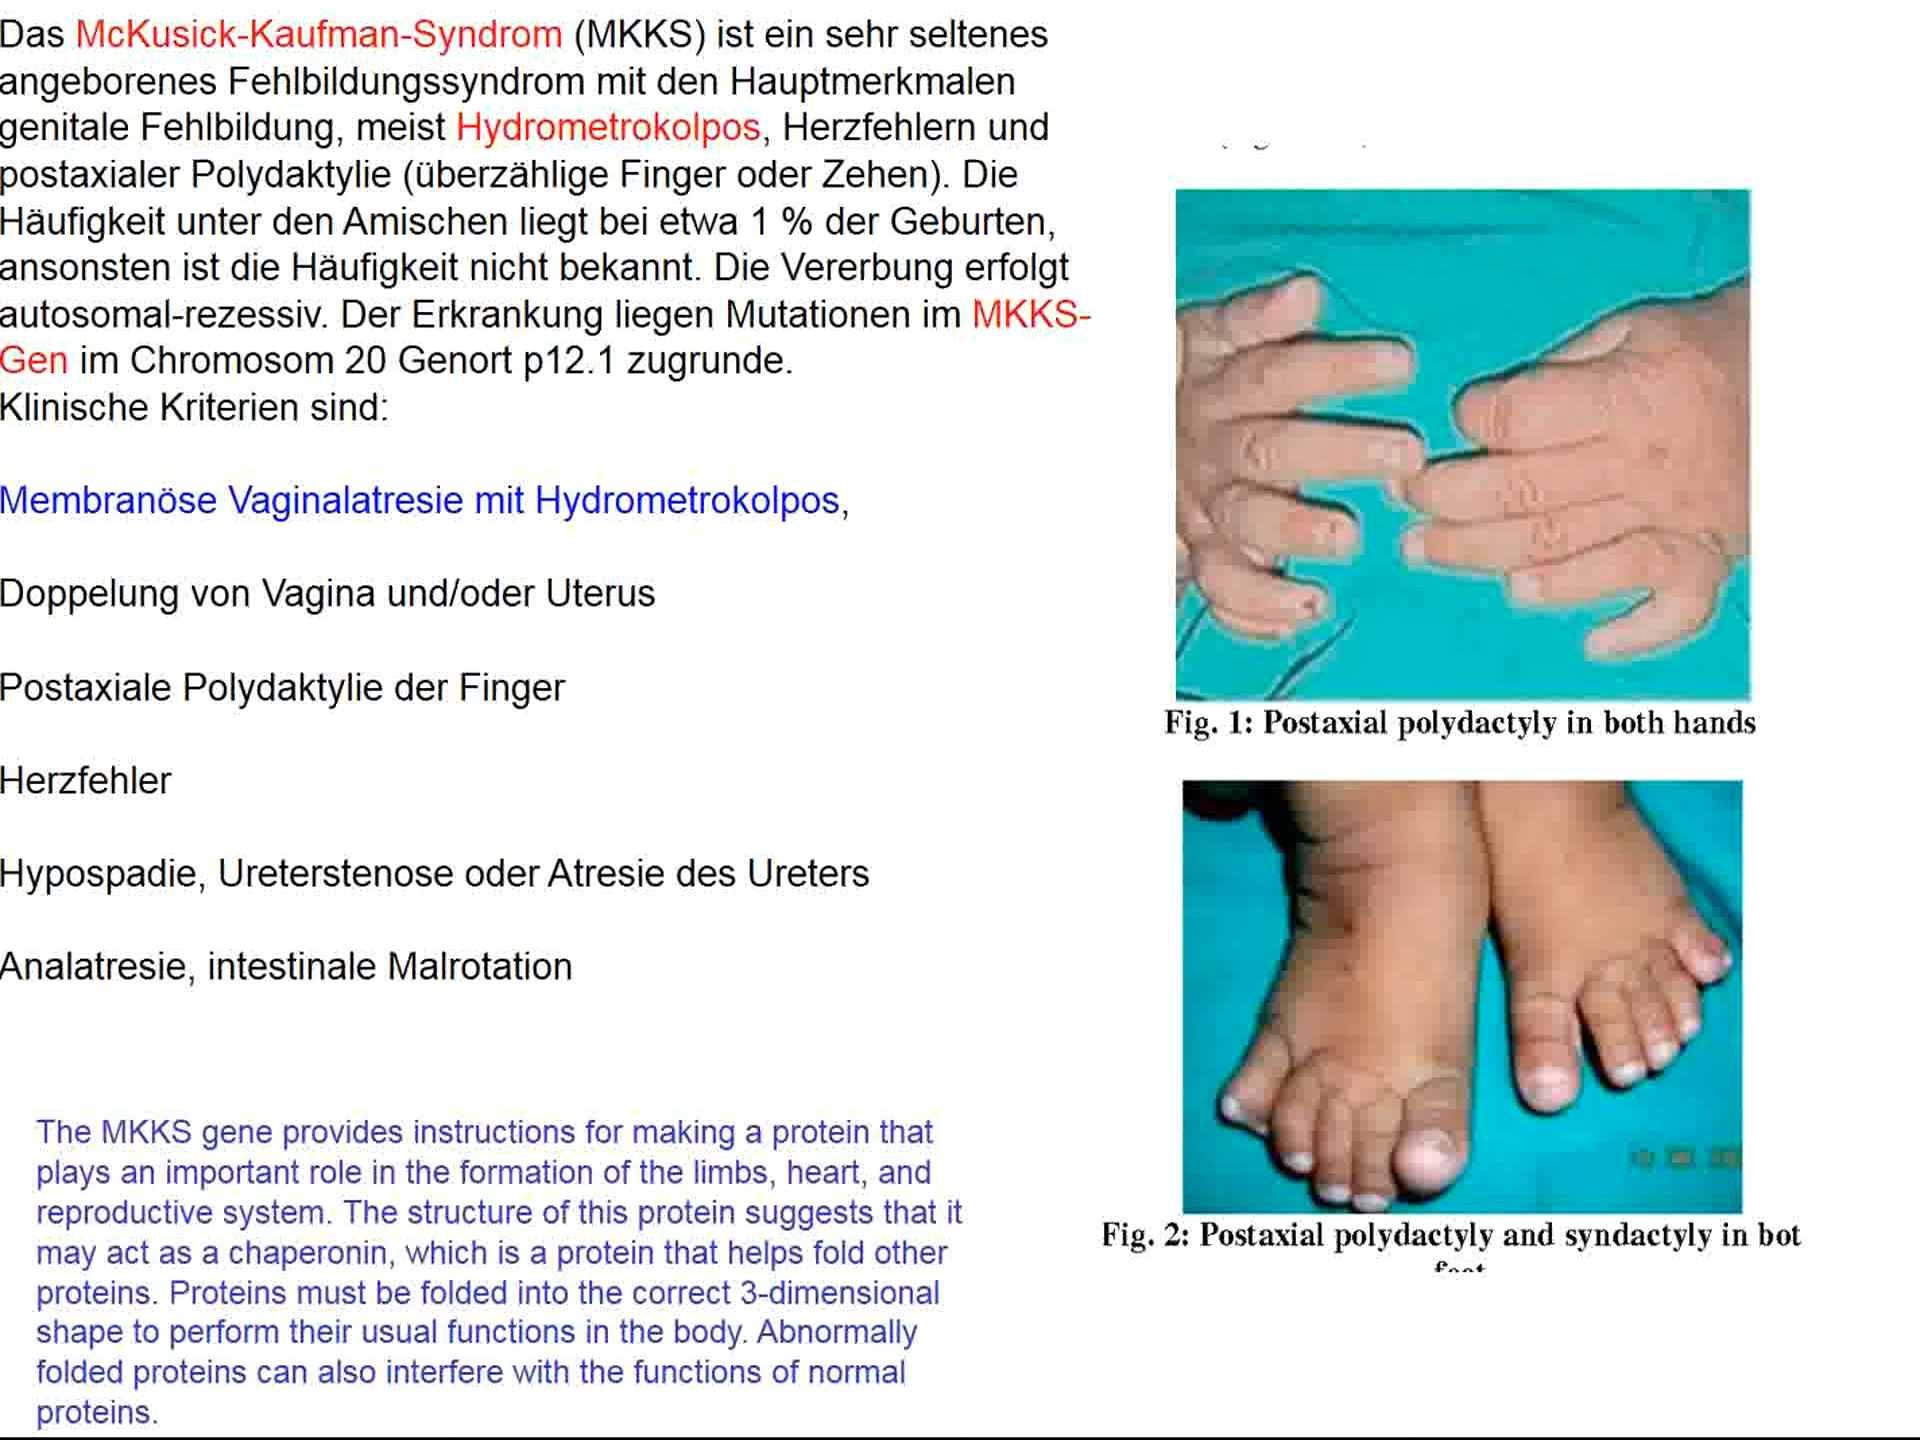 Das McKusick-Kaufman-Syndrom (MKKS) ist ein sehr seltenes
angeborenes Fehlbildungssyndrom mit den Hauptmerkmalen
genitale Fehlbildung, meist Hydrometrokolpos, Herzfehlern und
postaxialer Polydaktylie (überzählige Finger oder Zehen). Die
Häufigkeit unter den Amischen liegt bei etwa 1 % der Geburten,
ansonsten ist die Häufigkeit nicht bekannt. Die Vererbung erfolgt
autosomal-rezessiv. Der Erkrankung liegen Mutationen im MKKS-
Gen im Chromosom 20 Genort p12.1 zugrunde.
Klinische Kriterien sind:
Membranöse Vaginalatresie mit Hydrometrokolpos,
Doppelung von Vagina und/oder Uterus
Postaxiale Polydaktylie der Finger
Herzfehler
Hypospadie, Ureterstenose oder Atresie des Ureters
Analatresie, intestinale Malrotation
The MKKS gene provides instructions for making a protein that
plays an important role in the formation of the limbs, heart, and
reproductive system. The structure of this protein suggests that it
may act as a chaperonin, which is a protein that helps fold other
proteins. Proteins must be folded into the correct 3-dimensional
shape to perform their usual functions in the body. Abnormally
folded proteins can also interfere with the functions of normal
proteins.
Fig. 1: Postaxial polydactyly in both hands
Fig. 2: Postaxial polydactyly and syndactyly in bot
feet